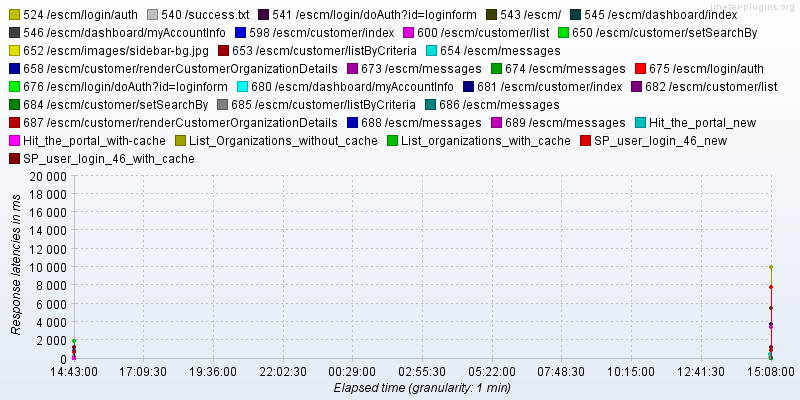 jmeter-plugins.org
524 /escm/login/auth 540 /success.txt 541 /escm/login/doAuth?id=loginform 543 /escm/ 545 /escm/dashboard/index
546 /escm/dashboard/myAccountInfo 598 /escm/customer/index 600 /escm/customer/list 650 /escm/customer/setSearchBy
652 /escm/images/sidebar-bg.jpg 653 /escm/customer/listByCriteria 654 /escm/messages
658 /escm/customer/renderCustomerOrganizationDetails 673 /escm/messages 674 /escm/messages 675 /escm/login/auth
676 /escm/login/doAuth?id=loginform 680 /escm/dashboard/myAccountInfo 681 /escm/customer/index 682 /escm/customer/list
684 /escm/customer/setSearchBy 685 /escm/customer/listByCriteria 686 /escm/messages
687 /escm/customer/renderCustomerOrganizationDetails 688 /escm/messages 689 /escm/messages Hit_the_portal_new
Hit_the_portal_with-cache List_Organizations_without_cache List_organizations_with_cache SP_user_login_46_new
SP_user_login_46_with_cache
20 000
18 000
16 000
14 000
12 000
10 000
8 000
6 000
4 000
2 000
0
Response latencies in ms
14:43:00 17:09:30 19:36:00 22:02:30 00:29:00 02:55:30 05:22:00 07:48:30 10:15:00 12:41:30 15:08:00
Elapsed time (granularity: 1 min)